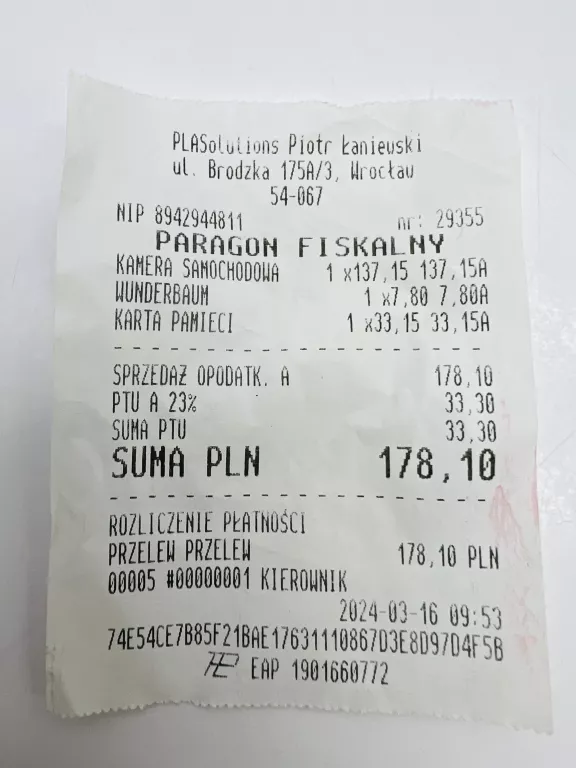 PLASolutions Piotr Łaniewski
ul. Brodzka 175A/3, Wrocław
54-067
NIP 8942944811 nr: 29355
PARAGON FISKALNY
KAMERA SAMOCHODOWA 1 x137,15 137,15A
WUNDERBAUM 1 x7,80 7,80A
KARTA PAMIECI 1 x33,15 33,15A
SPRZEDAŻ OPODATK. A 178,10
PTU A 23% 33,30
SUMA PTU 33,30
SUMA PLN 178,10
ROZLICZENIE PŁATNOŚCI
PRZELEW PRZELEW 178,10 PLN
00005 #00000001 KIEROWNIK
2024-03-16 09:53
74E54CE7B85F21BAE17631110867D3E8D97D4F5B
EAP 1901660772